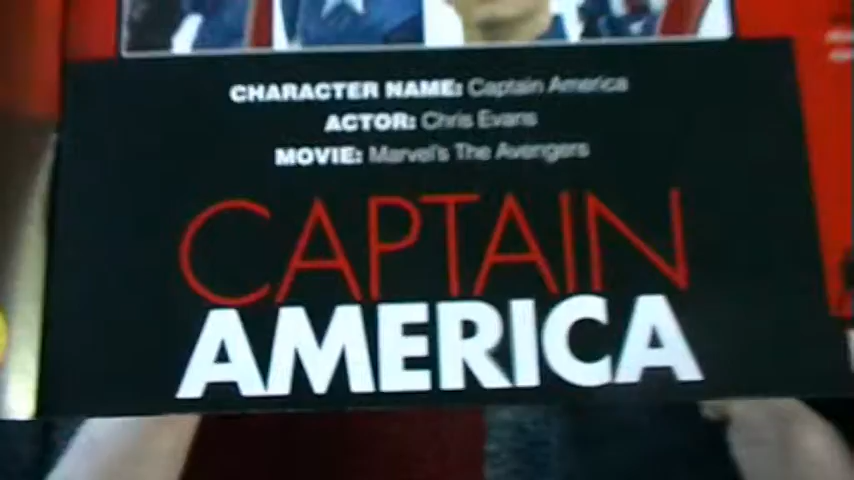 CHARACTER NAME: Captain America
ACTOR: Chris Evans
MOVIE: Marvel's The Avengers
CAPTAIN
AMERICA